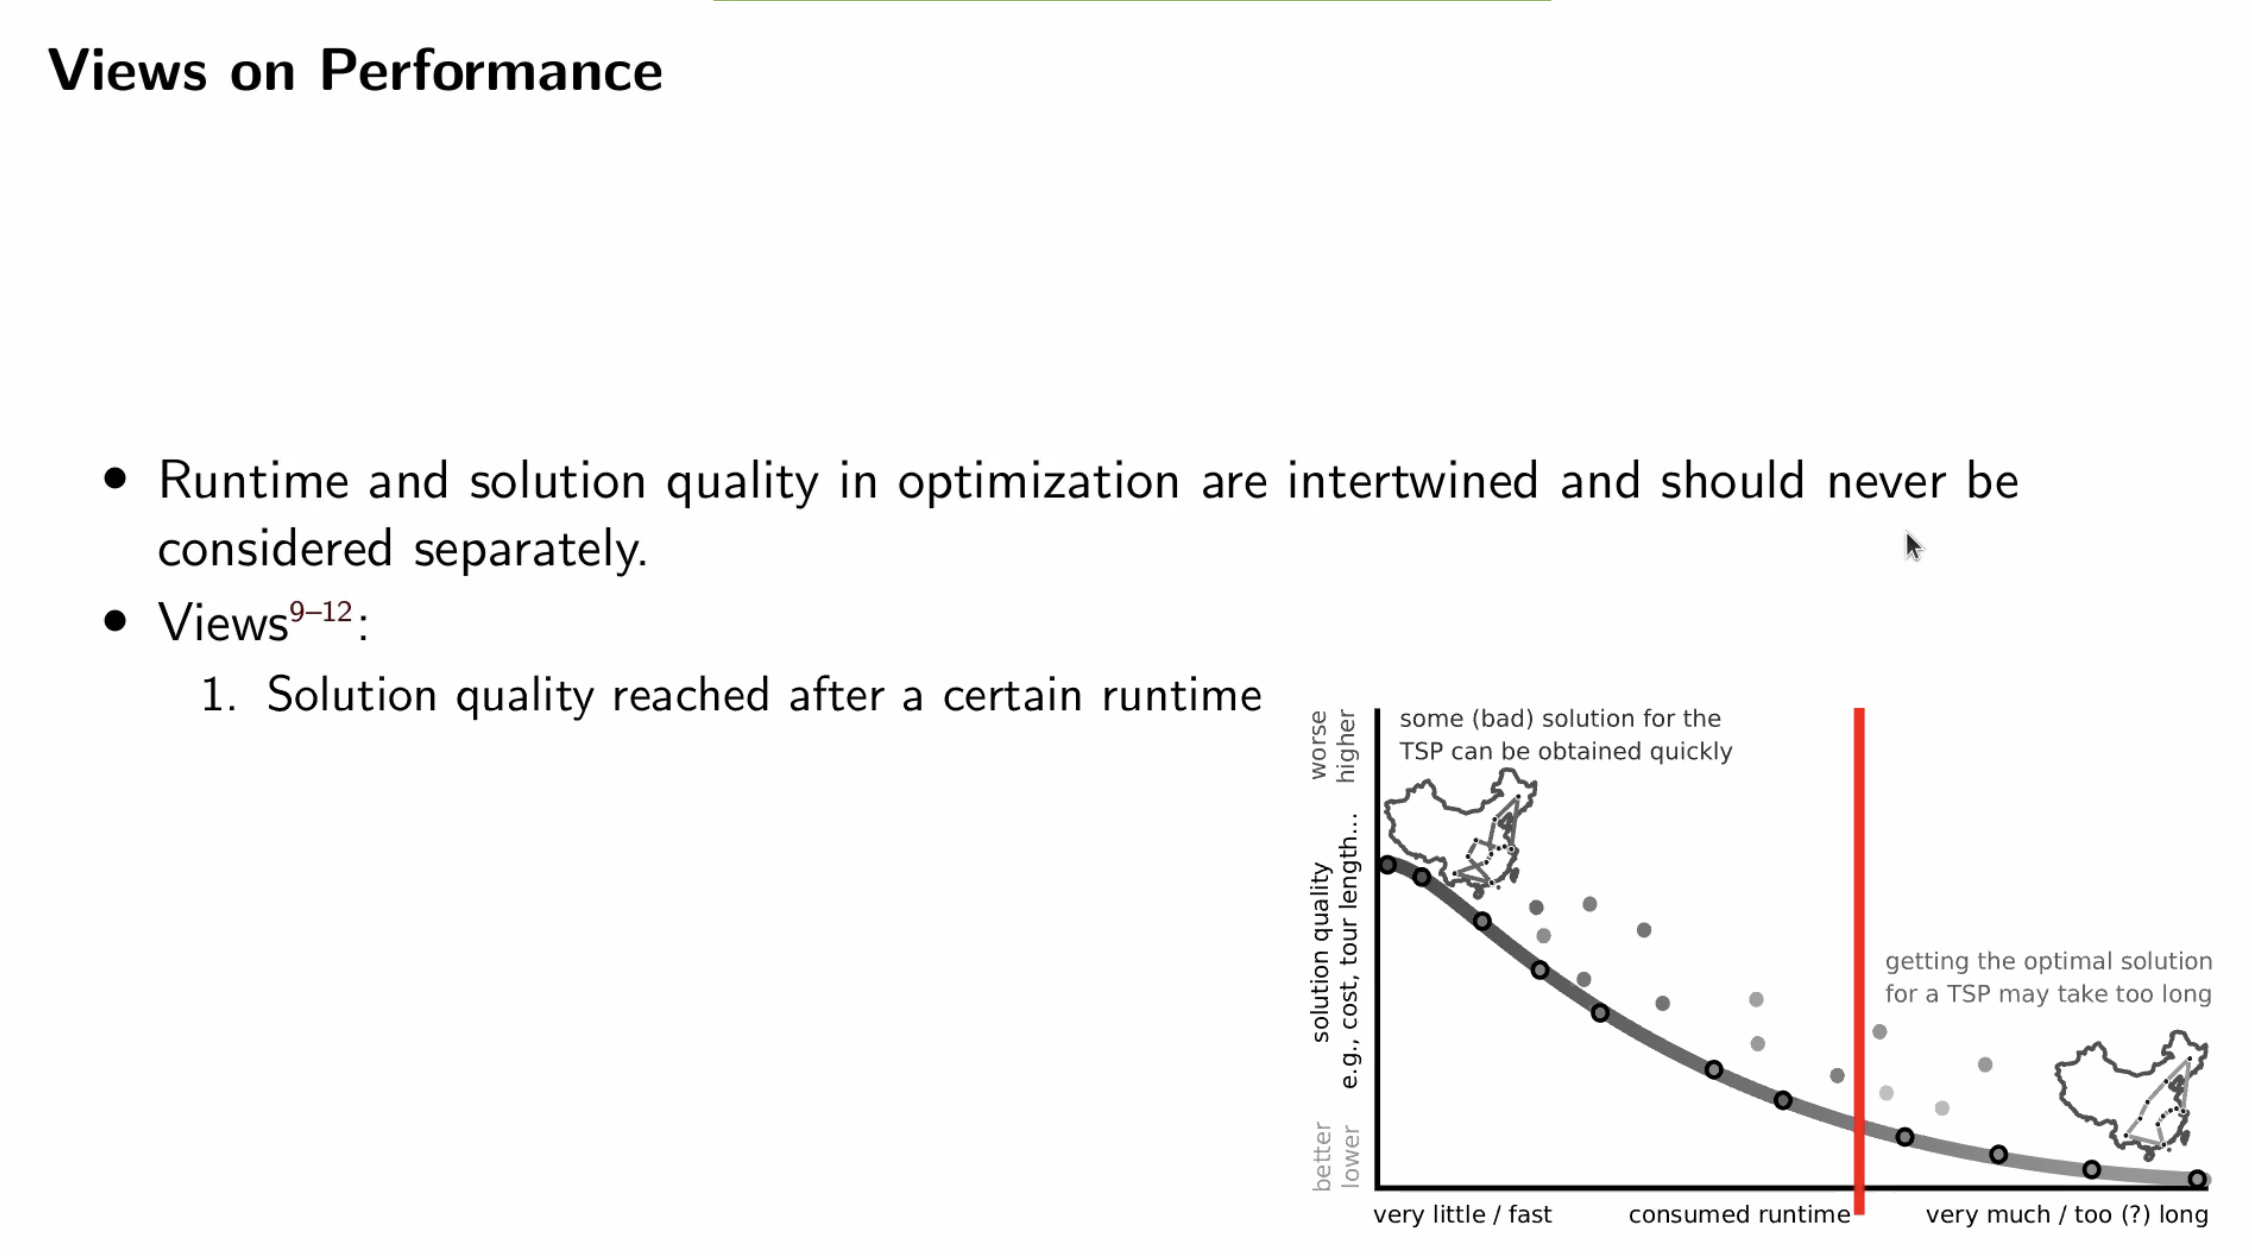 Views on Performance
• Runtime and solution quality in optimization are intertwined and should never be
considered separately.
• Views9–12:
1. Solution quality reached after a certain runtime
worse
higher
solution quality
e.g., cost, tour length...
better
lower
some (bad) solution for the
TSP can be obtained quickly
getting the optimal solution
for a TSP may take too long
very little / fast
consumed runtime
very much / too (?) long